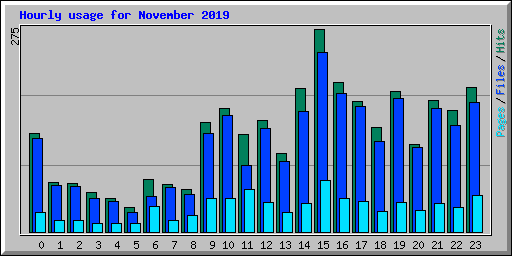 Hourly usage for November 2019
275
Pages/Files/Hits
0 1 2 3 4 5 6 7 8 9 10 11 12 13 14 15 16 17 18 19 20 21 22 23